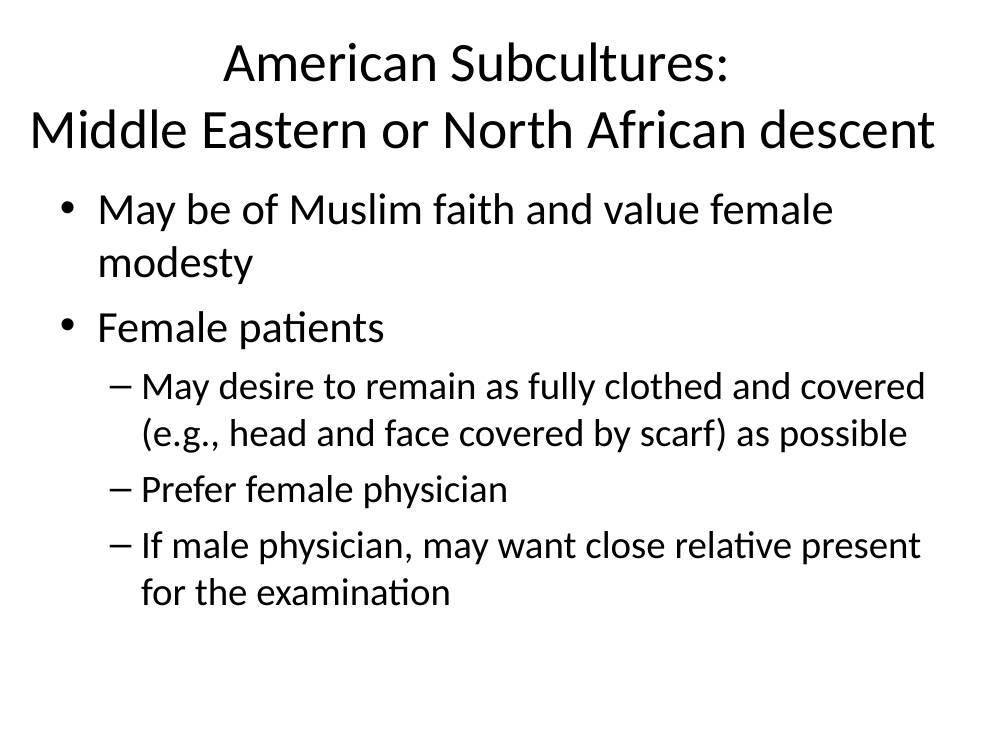 American Subcultures:
Middle Eastern or North African descent
• May be of Muslim faith and value female
modesty
• Female patients
– May desire to remain as fully clothed and covered
(e.g., head and face covered by scarf) as possible
– Prefer female physician
– If male physician, may want close relative present
for the examination